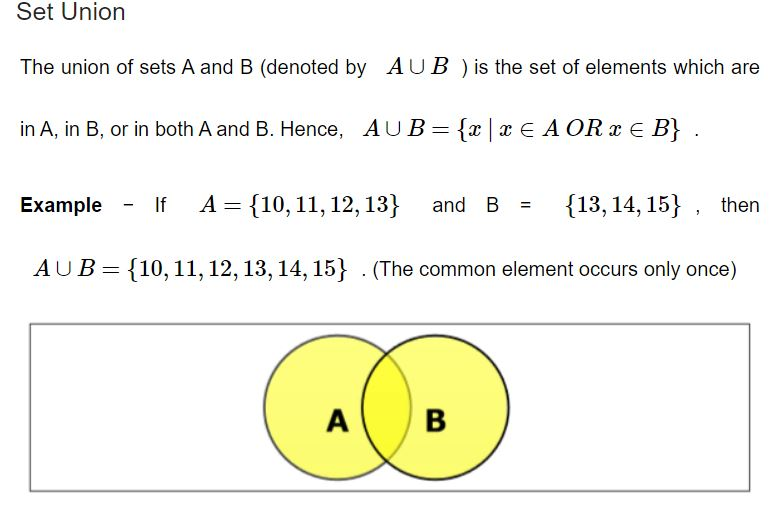 Set Union
The union of sets A and B (denoted by A ∪ B ) is the set of elements which are
in A, in B, or in both A and B. Hence, A ∪ B = {x | x ∈ A OR x ∈ B} .
Example − If A = {10, 11, 12, 13} and B = {13, 14, 15} , then
A ∪ B = {10, 11, 12, 13, 14, 15} . (The common element occurs only once)
A B